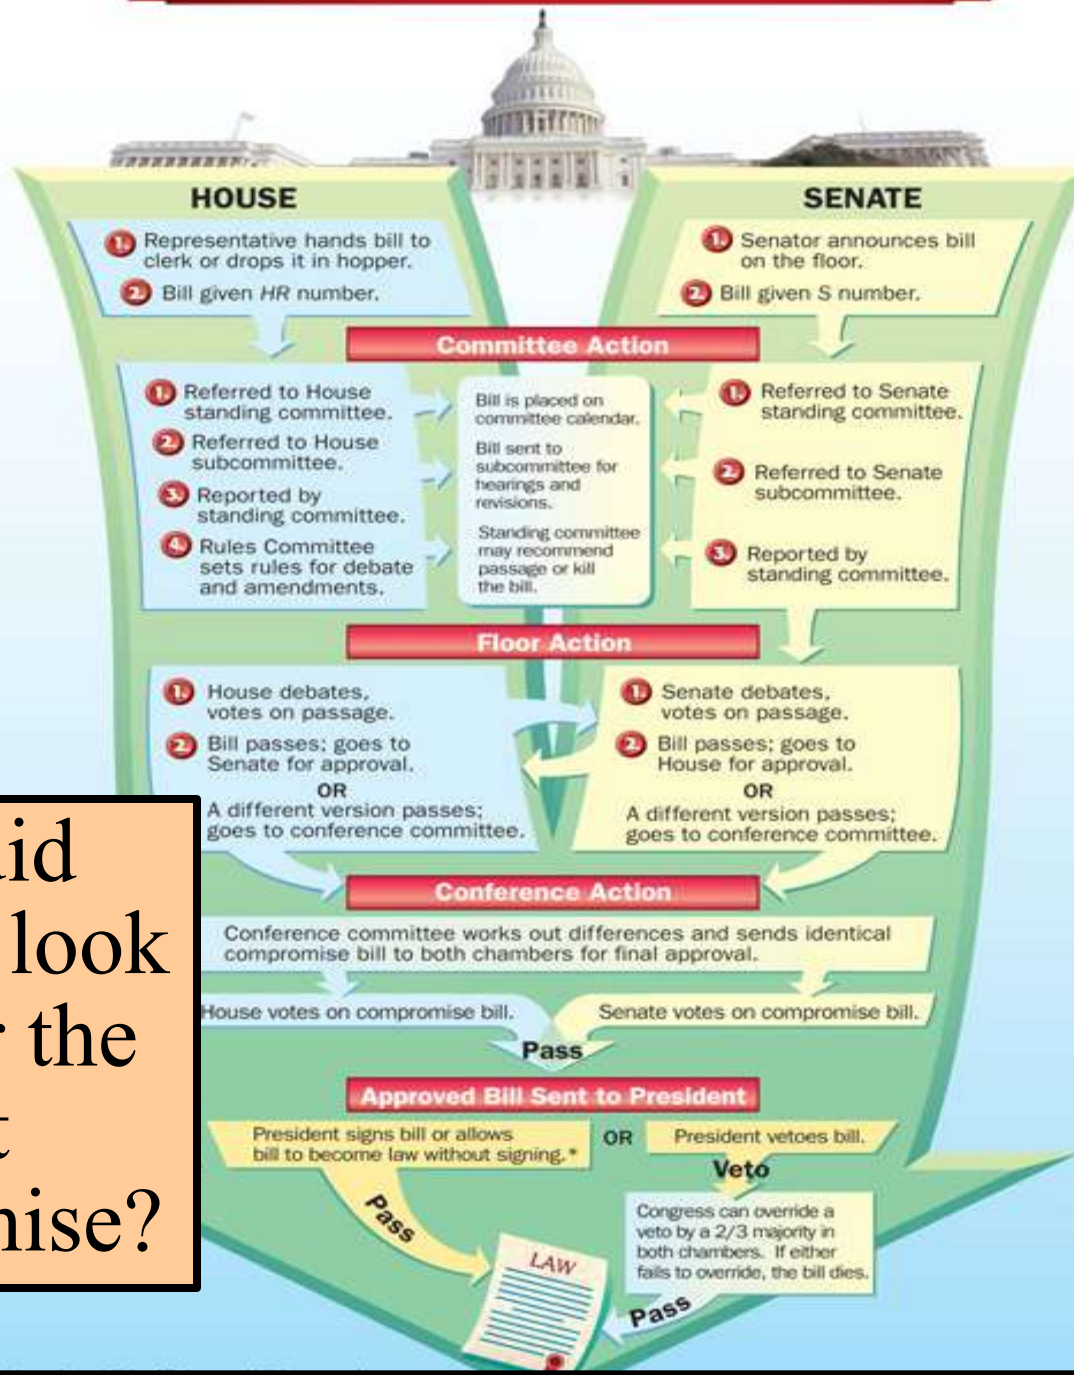 HOUSE
1. Representative hands bill to
clerk or drops it in hopper.
2. Bill given HR number.
SENATE
1. Senator announces bill
on the floor.
2. Bill given S number.
Committee Action
1. Referred to House
standing committee.
2. Referred to House
subcommittee.
3. Reported by
standing committee.
4. Rules Committee
sets rules for debate
and amendments.
Bill is placed on
committee calendar.
Bill sent to
subcommittee for
hearings and
revisions.
Standing committee
may recommend
passage or kill
the bill.
1. Referred to Senate
standing committee.
2. Referred to Senate
subcommittee.
3. Reported by
standing committee.
Floor Action
1. House debates,
votes on passage.
2. Bill passes; goes to
Senate for approval.
OR
A different version passes;
goes to conference committee.
1. Senate debates,
votes on passage.
2. Bill passes; goes to
House for approval.
OR
A different version passes;
goes to conference committee.
look
the
Conference Action
Conference committee works out differences and sends identical
compromise bill to both chambers for final approval.
House votes on compromise bill.
Senate votes on compromise bill.
Pass
Approved Bill Sent to President
President signs bill or allows
bill to become law without signing.*
OR
President vetoes bill.
Veto
Pass
Congress can override a
veto by a 2/3 majority in
both chambers. If either
fails to override, the bill dies.
LAW
Pass